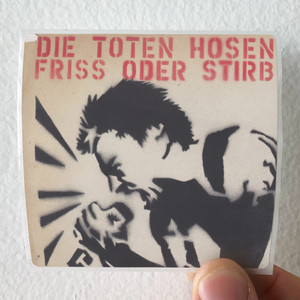 DIE TOTEN HOSEN
FRISS ODER STIRB